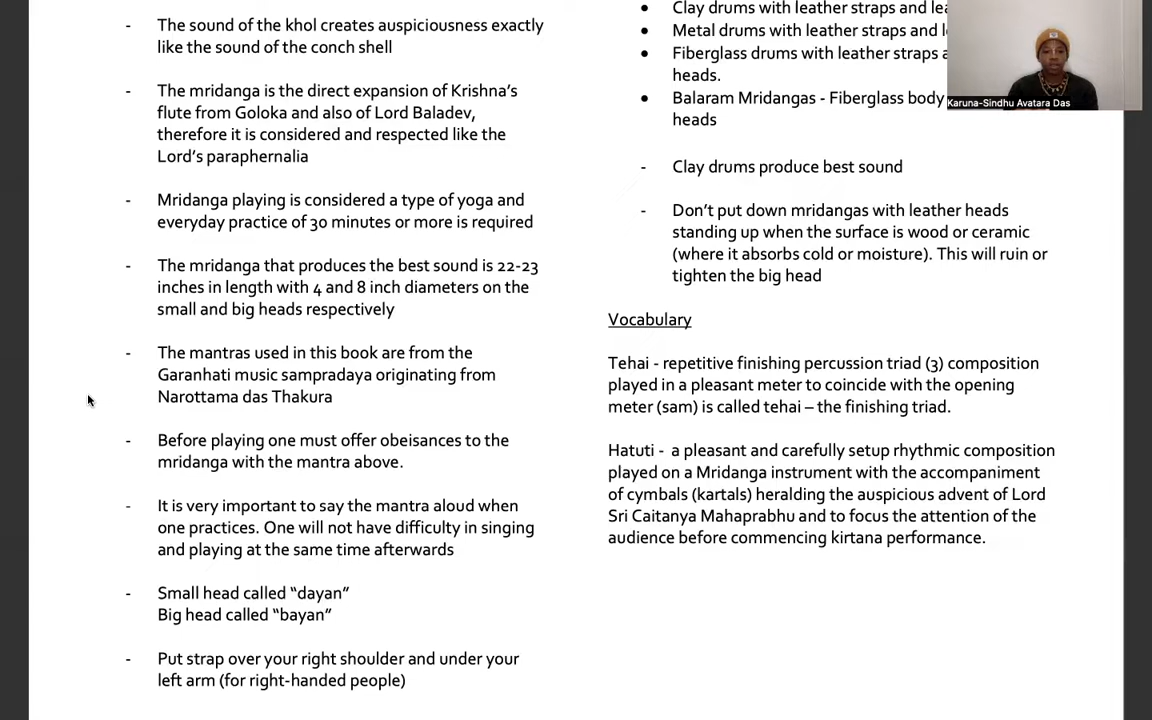 - The sound of the khol creates auspiciousness exactly
like the sound of the conch shell
- The mridanga is the direct expansion of Krishna’s
flute from Goloka and also of Lord Baladev,
therefore it is considered and respected like the
Lord’s paraphernalia
- Mridanga playing is considered a type of yoga and
everyday practice of 30 minutes or more is required
- The mridanga that produces the best sound is 22-23
inches in length with 4 and 8 inch diameters on the
small and big heads respectively
- The mantras used in this book are from the
Garanhati music sampradaya originating from
Narottama das Thakura
- Before playing one must offer obeisances to the
mridanga with the mantra above.
- It is very important to say the mantra aloud when
one practices. One will not have difficulty in singing
and playing at the same time afterwards
- Small head called “dayan”
Big head called “bayan”
- Put strap over your right shoulder and under your
left arm (for right-handed people)
• Clay drums with leather straps and
• Metal drums with leather straps and
• Fiberglass drums with leather straps
heads.
• Balaram Mridangas - Fiberglass body
heads
- Clay drums produce best sound
- Don’t put down mridangas with leather heads
standing up when the surface is wood or ceramic
(where it absorbs cold or moisture). This will ruin or
tighten the big head
Vocabulary
Tehai - repetitive finishing percussion triad (3) composition
played in a pleasant meter to coincide with the opening
meter (sam) is called tehai – the finishing triad.
Hatuti - a pleasant and carefully setup rhythmic composition
played on a Mridanga instrument with the accompaniment
of cymbals (kartals) heralding the auspicious advent of Lord
Sri Caitanya Mahaprabhu and to focus the attention of the
audience before commencing kirtana performance.
Karuna-Sindhu Avatara Das